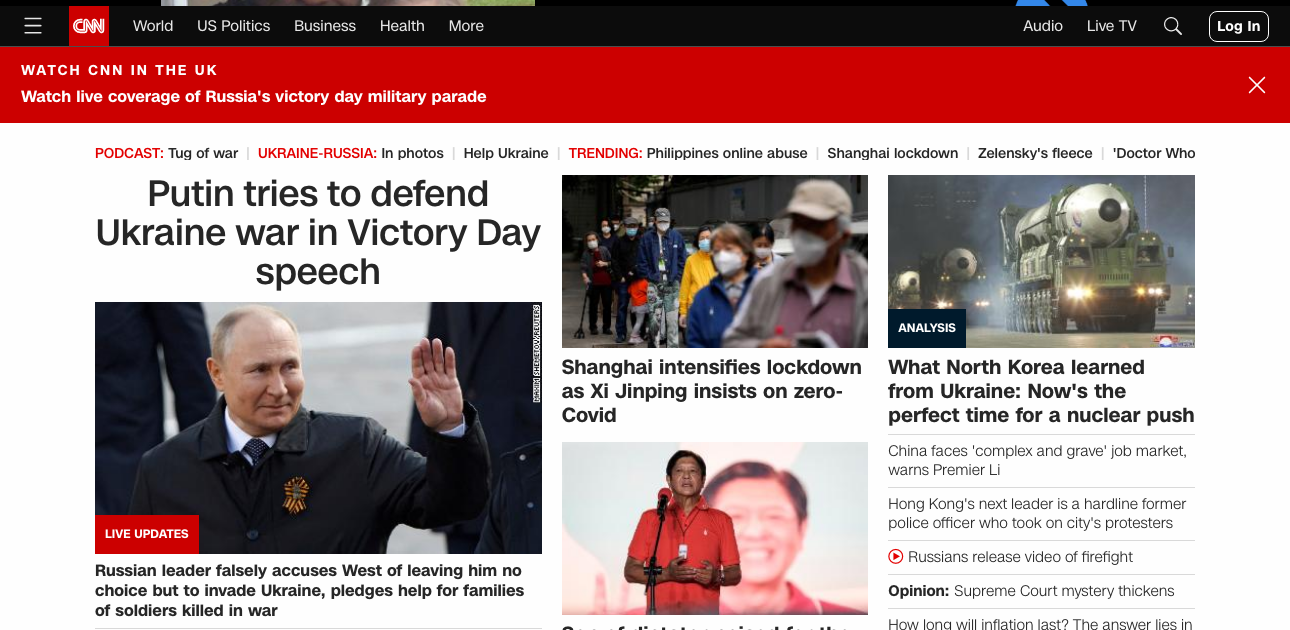 CNN
World US Politics Business Health More
Audio Live TV Log In
WATCH CNN IN THE UK
Watch live coverage of Russia's victory day military parade
PODCAST: Tug of war | UKRAINE-RUSSIA: In photos | Help Ukraine | TRENDING: Philippines online abuse | Shanghai lockdown | Zelensky's fleece | 'Doctor Who
Putin tries to defend
Ukraine war in Victory Day
speech
LIVE UPDATES
Russian leader falsely accuses West of leaving him no
choice but to invade Ukraine, pledges help for families
of soldiers killed in war
Shanghai intensifies lockdown
as Xi Jinping insists on zero-
Covid
ANALYSIS
What North Korea learned
from Ukraine: Now's the
perfect time for a nuclear push
China faces 'complex and grave' job market,
warns Premier Li
Hong Kong's next leader is a hardline former
police officer who took on city's protesters
Russians release video of firefight
Opinion: Supreme Court mystery thickens
How long will inflation last? The answer lies in